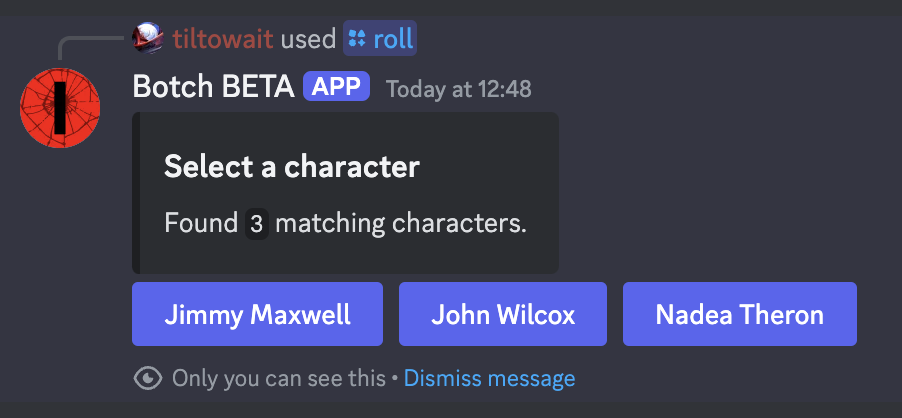 tiltowait used roll
Botch BETA APP Today at 12:48
Select a character
Found 3 matching characters.
Jimmy Maxwell John Wilcox Nadea Theron
Only you can see this • Dismiss message